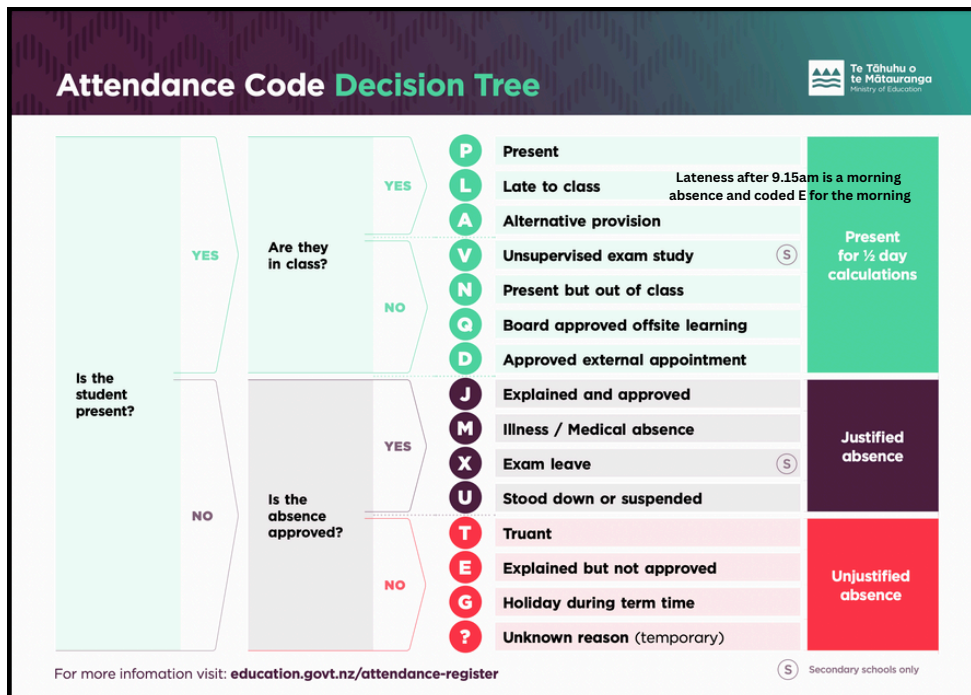 Attendance Code Decision Tree
Te Tāhuhu o
te Mātauranga
Ministry of Education
Is the
student
present?
YES
NO
Are they
in class?
YES
NO
Is the
absence
approved?
YES
NO
P Present
L Late to class
Lateness after 9.15am is a morning
absence and coded E for the morning
A Alternative provision
V Unsupervised exam study S
N Present but out of class
Q Board approved offsite learning
D Approved external appointment
Present
for ½ day
calculations
J Explained and approved
M Illness / Medical absence
X Exam leave S
U Stood down or suspended
Justified
absence
T Truant
E Explained but not approved
G Holiday during term time
? Unknown reason (temporary)
Unjustified
absence
For more infomation visit: education.govt.nz/attendance-register
S Secondary schools only